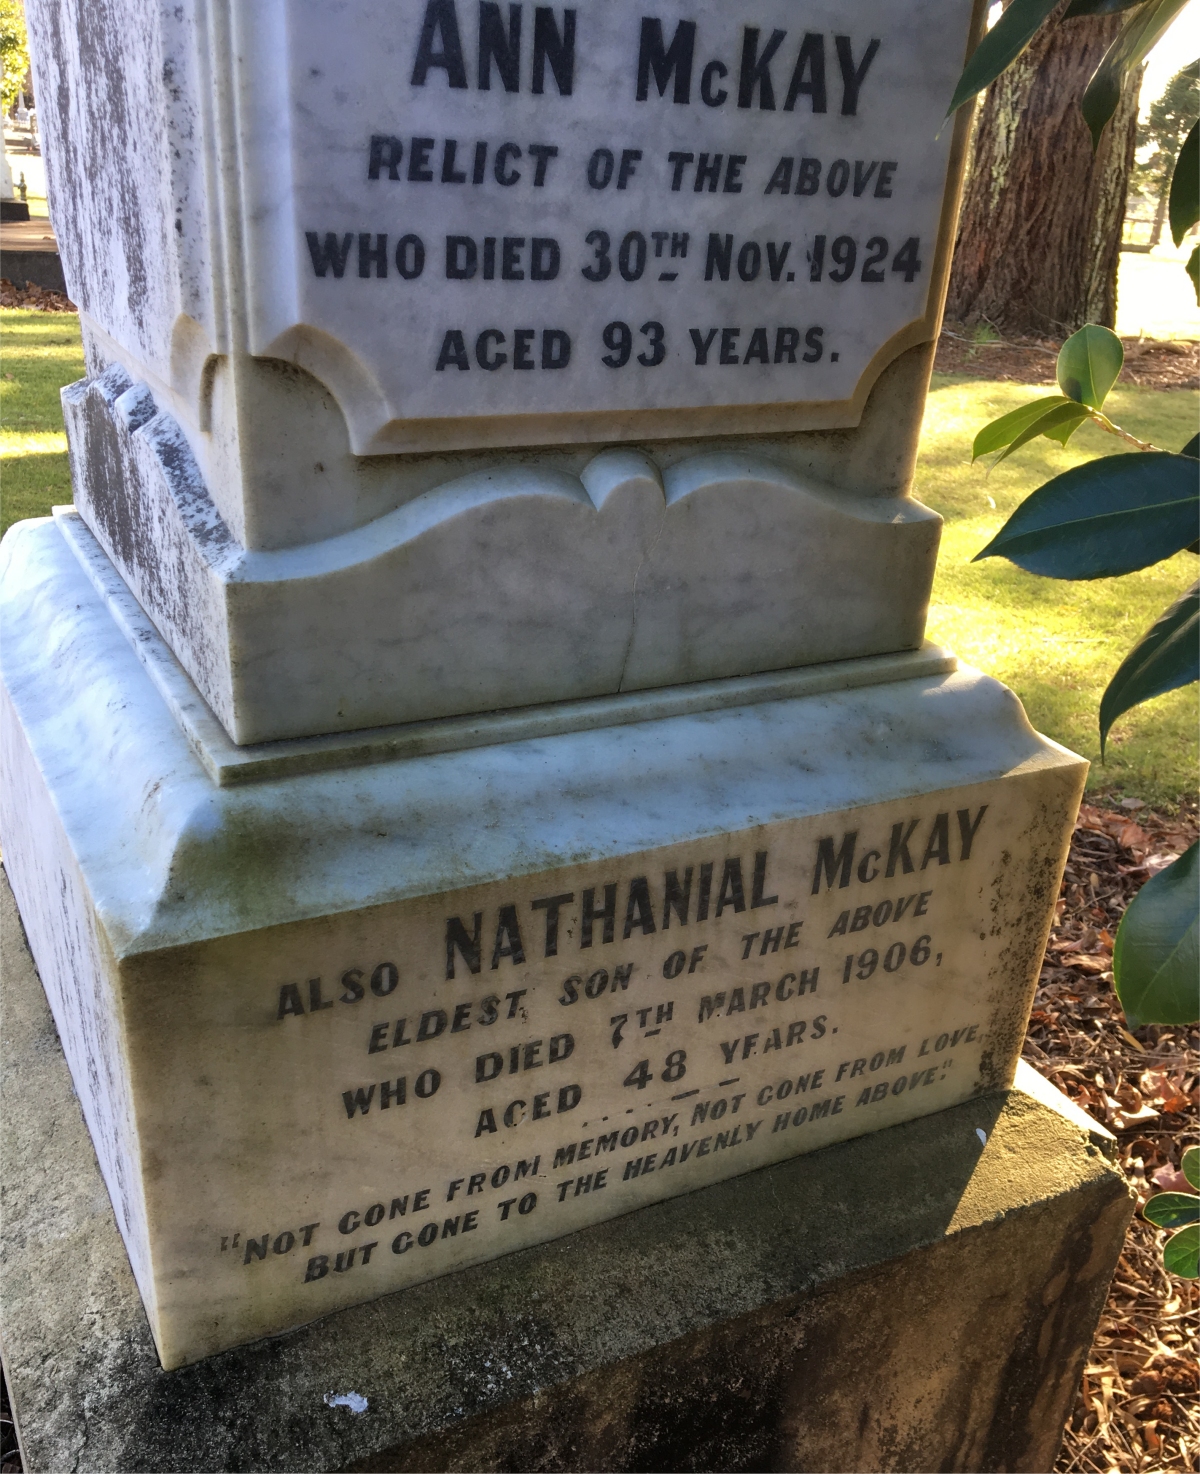 ANN McKAY
RELICT OF THE ABOVE
WHO DIED 30TH NOV. 1924
AGED 93 YEARS.
ALSO NATHANIAL McKAY
ELDEST SON OF THE ABOVE
WHO DIED 7TH MARCH 1906,
AGED 48 YEARS.
"NOT GONE FROM MEMORY, NOT GONE FROM LOVE,
BUT GONE TO THE HEAVENLY HOME ABOVE."